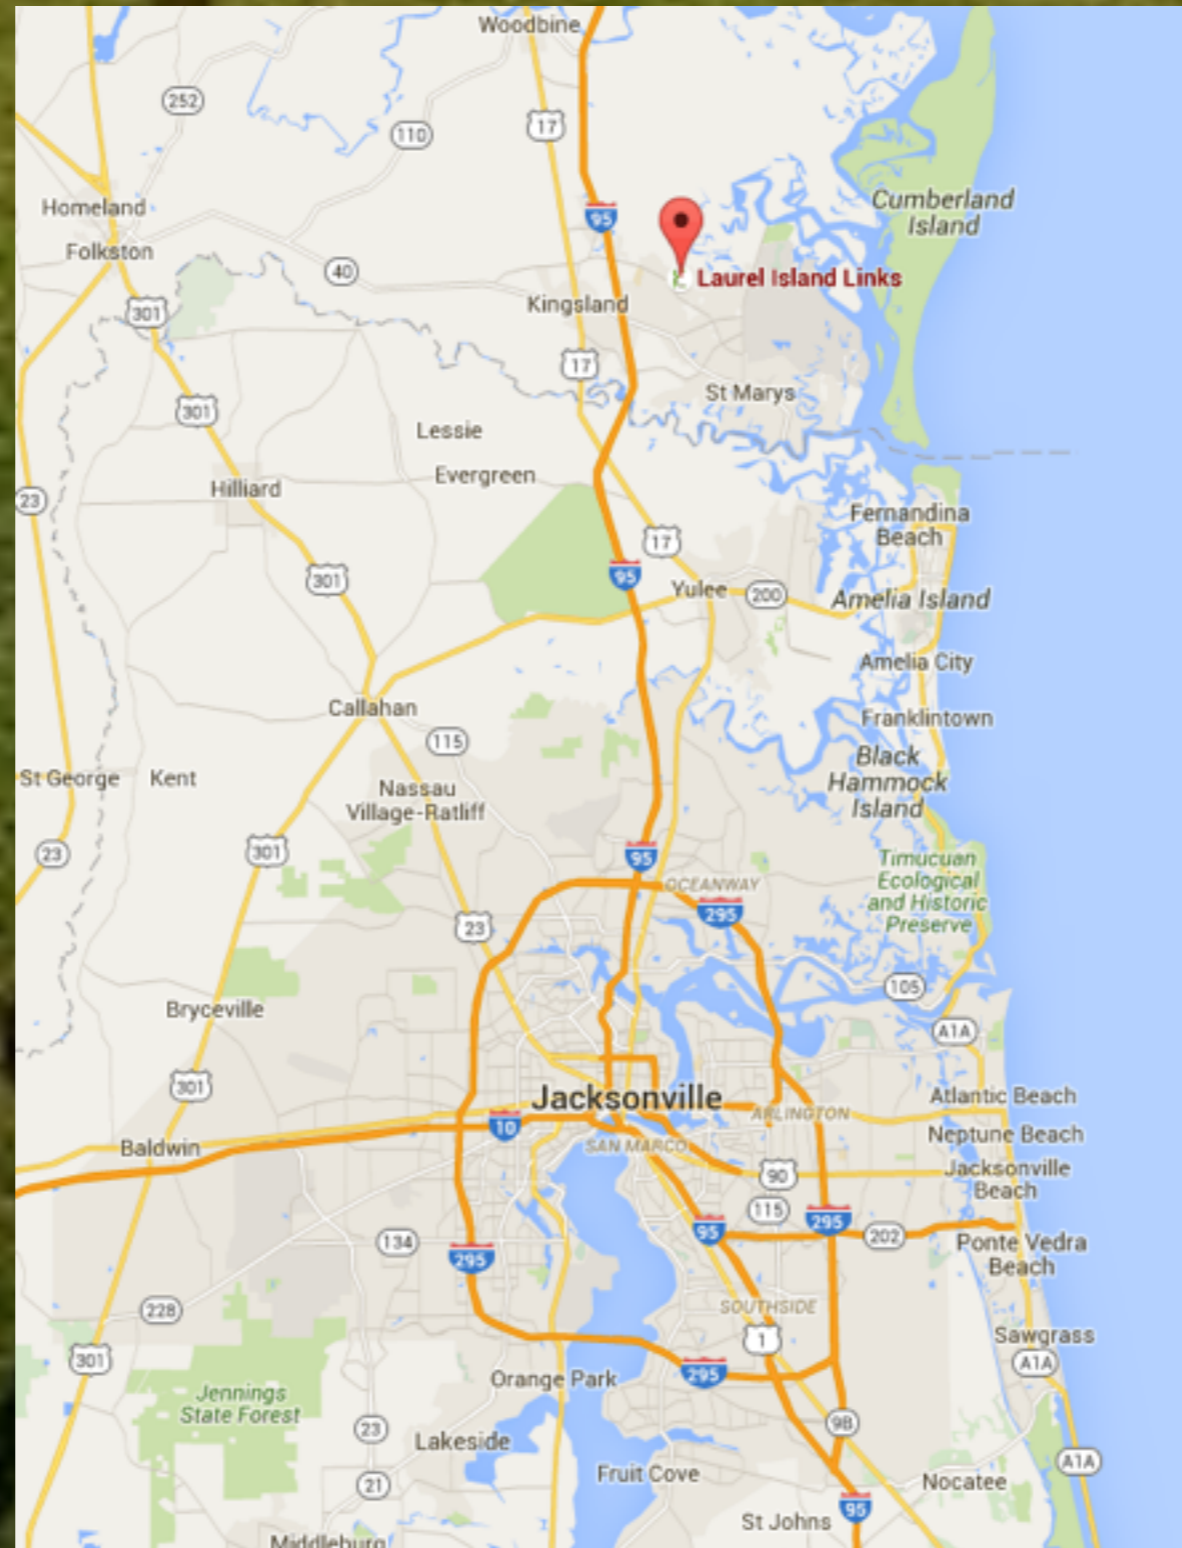 Woodbine
252
17
110
Cumberland
Island
Homeland
95
Folkston
40
Laurel Island Links
Kingsland
301
17
St Marys
301
Lessie
Evergreen
Hilliard
23
Fernandina
Beach
17
95
301
Yulee
200
Amelia Island
Amelia City
Callahan
Franklintown
115
Black
Hammock
Island
St George
Kent
Nassau
Village-Ratliff
23
301
95
Timucuan
Ecological
and Historic
Preserve
OCEANWAY
295
23
105
Bryceville
A1A
301
Jacksonville
Atlantic Beach
ARLINGTON
10
Neptune Beach
Baldwin
SAN MARCO
90
Jacksonville
Beach
115
295
95
202
134
Ponte Vedra
Beach
295
228
SOUTHSIDE
1
Sawgrass
301
A1A
295
Orange Park
Jennings
State Forest
9B
23
Lakeside
A1A
Fruit Cove
21
Nocatee
95
St Johns
Middleburg